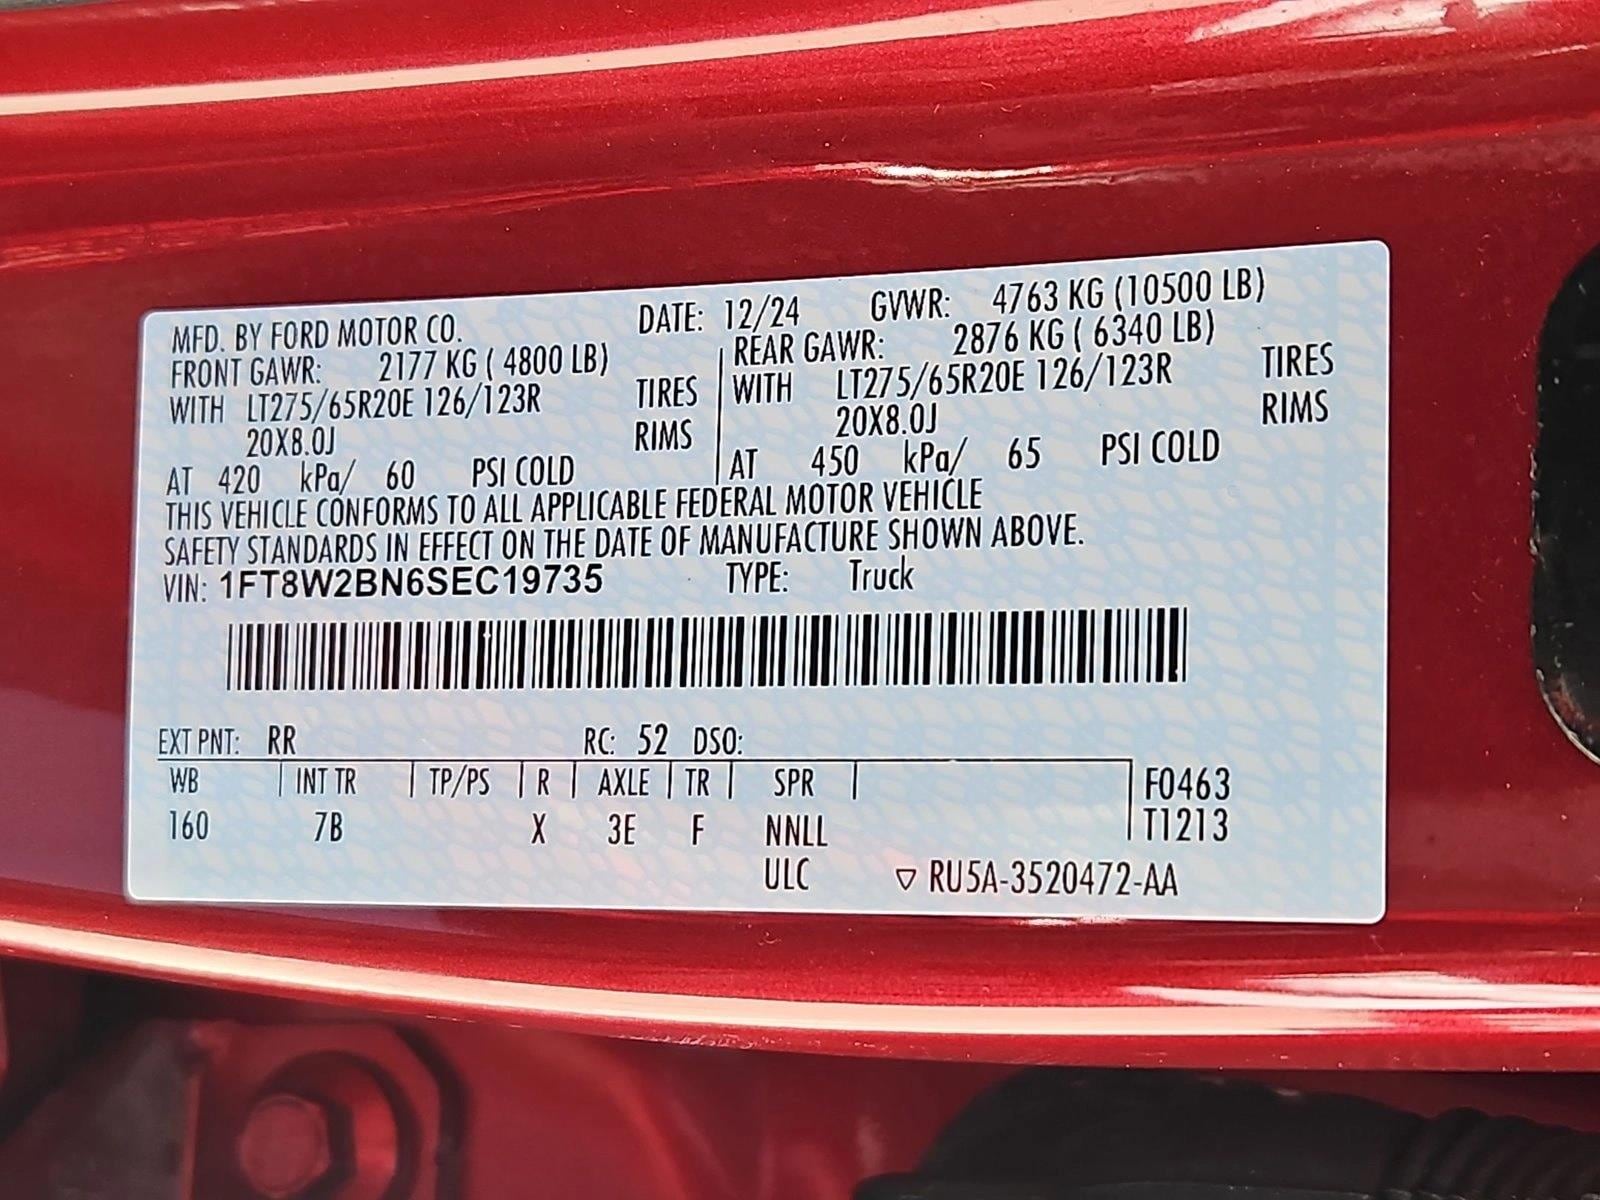 MFD. BY FORD MOTOR CO. DATE: 12/24 GVWR: 4763 KG (10500 LB)
FRONT GAWR: 2177 KG ( 4800 LB) REAR GAWR: 2876 KG ( 6340 LB)
WITH LT275/65R20E 126/123R TIRES WITH LT275/65R20E 126/123R TIRES
20X8.0J RIMS 20X8.0J RIMS
AT 420 kPa/ 60 PSI COLD AT 450 kPa/ 65 PSI COLD
THIS VEHICLE CONFORMS TO ALL APPLICABLE FEDERAL MOTOR VEHICLE
SAFETY STANDARDS IN EFFECT ON THE DATE OF MANUFACTURE SHOWN ABOVE.
VIN: 1FT8W2BN6SEC19735 TYPE: Truck
EXT PNT: RR RC: 52 DSO:
WB INT TR TP/PS R AXLE TR SPR F0463
160 7B X 3E F NNLL T1213
ULC ▽ RU5A-3520472-AA